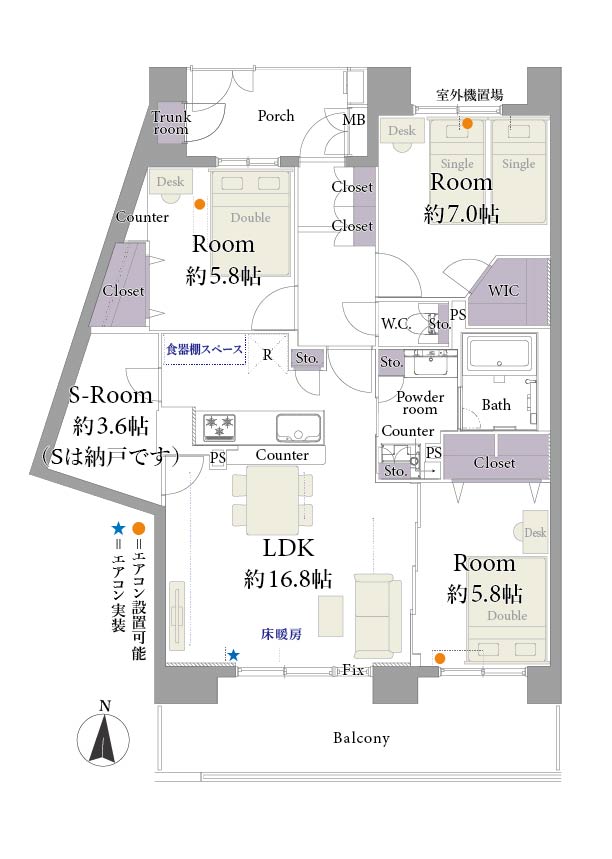 室外機置場
Trunk
room
Porch
MB
Desk
Single
Single
Room
約7.0帖
Desk
Closet
Closet
Double
Counter
Room
約5.8帖
Closet
WIC
W.C.
Sto.
PS
食器棚スペース
R
Sto.
Sto.
S-Room
約3.6帖
（Sは納戸です）
Powder
room
Bath
Counter
PS
Counter
PS
Sto.
Closet
LDK
約16.8帖
Desk
Room
約5.8帖
Double
床暖房
★=エアコン実装
●=エアコン設置可能
★
Fix
N
Balcony